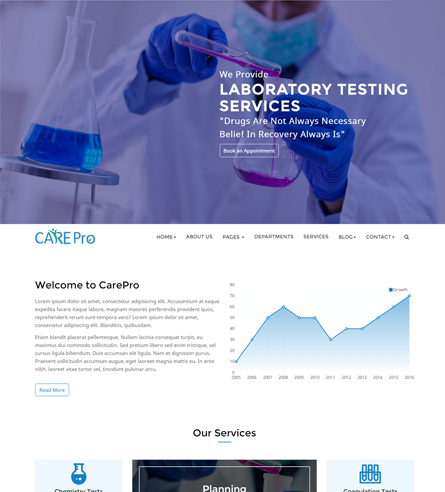 We Provide
LABORATORY TESTING
SERVICES
"Drugs Are Not Always Necessary
Belief In Recovery Always Is"
Book an Appointment
CARE Pro
HOME ABOUT US PAGES DEPARTMENTS SERVICES BLOG CONTACT
Welcome to CarePro
Lorem ipsum dolor sit amet, consectetur adipisicing elit. Accusantium at eaque
expedita facere itaque labore, magnam eveniet provident possimus quos,
reprehenderit rerum sunt tempora vero? Lorem ipsum dolor sit amet,
consectetur adipisicing elit. Blanditiis, quibusdam.
Etiam blandit placerat pellentesque. Nullam lacinia consequat turpis, eu
maximus dui commodo sollicitudin. Sed pretium libero sed enim tristique, vel
cursus ligula bibendum. Duis accumsan elit ligula. Nam et dignissim purus.
Praesent sollicitudin accumsan augue, eget laoreet magna mattis eu. In ante
nibh, laoreet vitae tortor vel, tincidunt pulvinar arcu.
Read More
Growth
80
70
60
50
40
30
20
10
0
2005 2006 2007 2008 2009 2010 2011 2012 2013 2014 2015 2016
Our Services
Chemistry Tests
Planning
Coagulation Tests